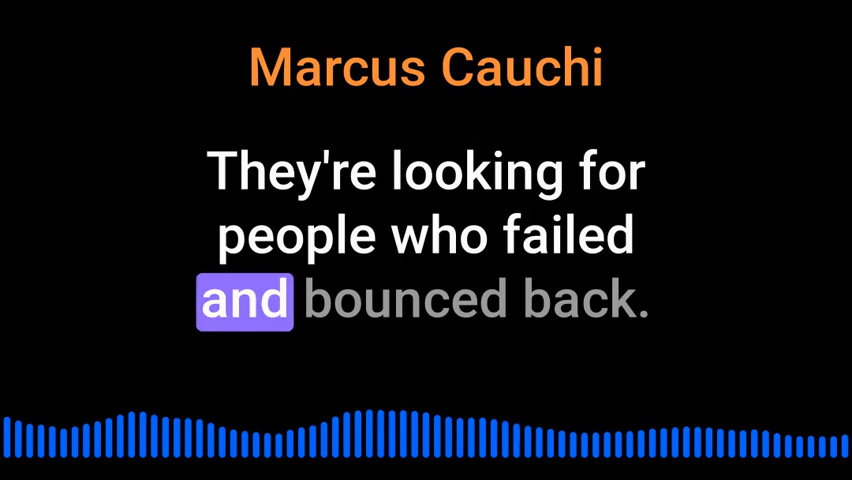 Marcus Cauchi
They're looking for
people who failed
and bounced back.